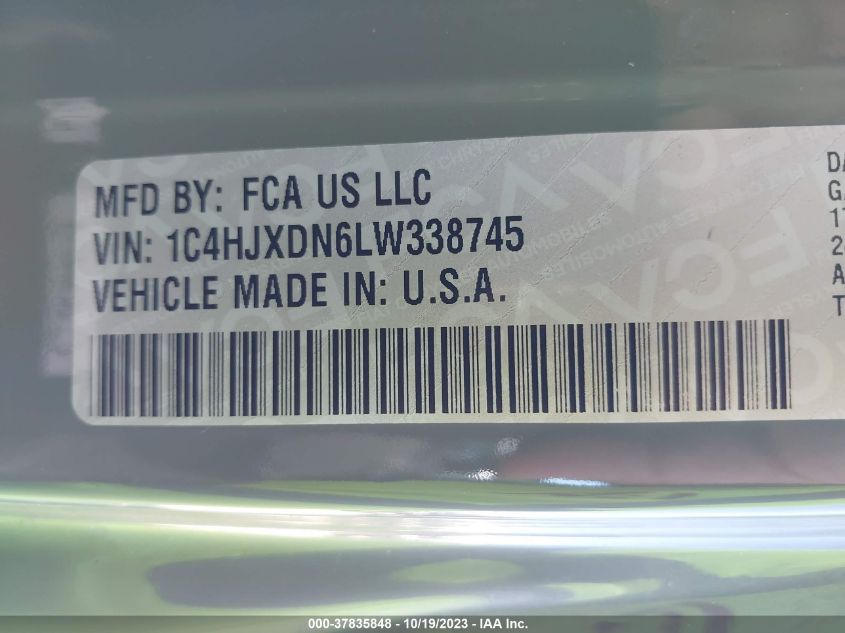 MFD BY: FCA US LLC
VIN: 1C4HJXDN6LW338745
VEHICLE MADE IN: U.S.A.
000-37835848 - 10/19/2023 - IAA Inc.